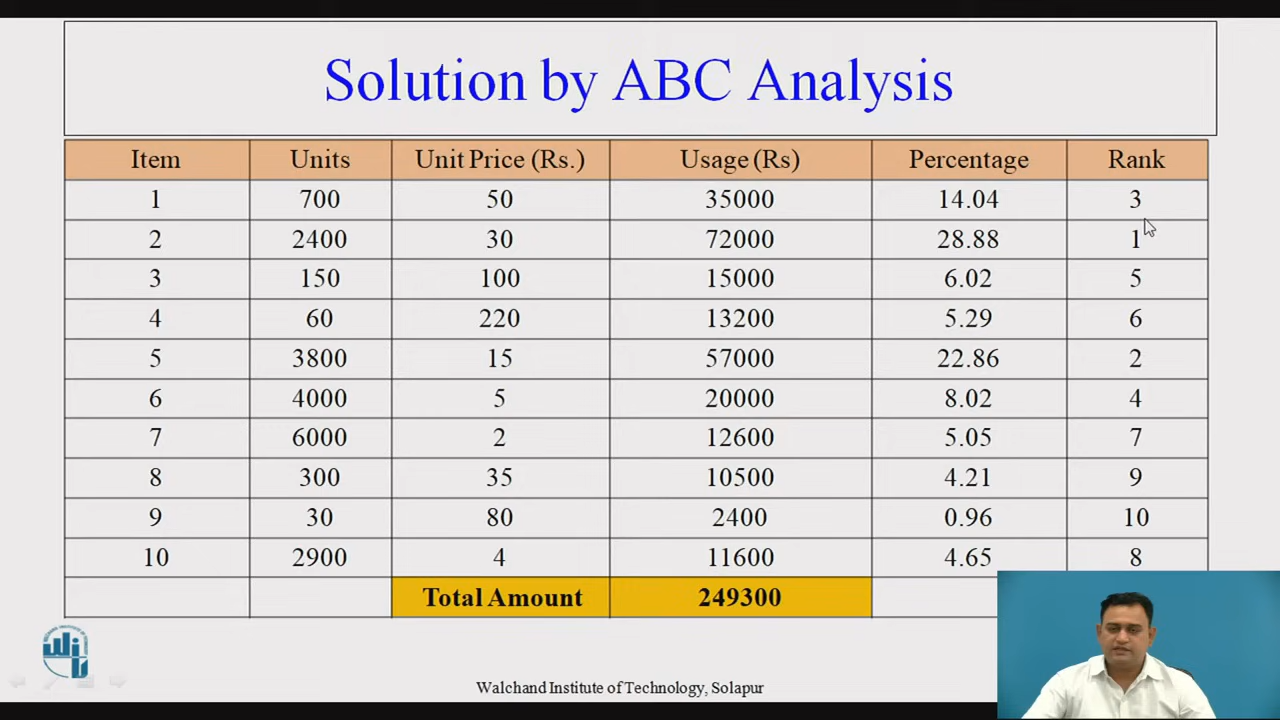 Solution by ABC Analysis
Item Units Unit Price (Rs.) Usage (Rs) Percentage Rank
1 700 50 35000 14.04 3
2 2400 30 72000 28.88 1
3 150 100 15000 6.02 5
4 60 220 13200 5.29 6
5 3800 15 57000 22.86 2
6 4000 5 20000 8.02 4
7 6000 2 12600 5.05 7
8 300 35 10500 4.21 9
9 30 80 2400 0.96 10
10 2900 4 11600 4.65 8
Total Amount 249300
Walchand Institute of Technology, Solapur